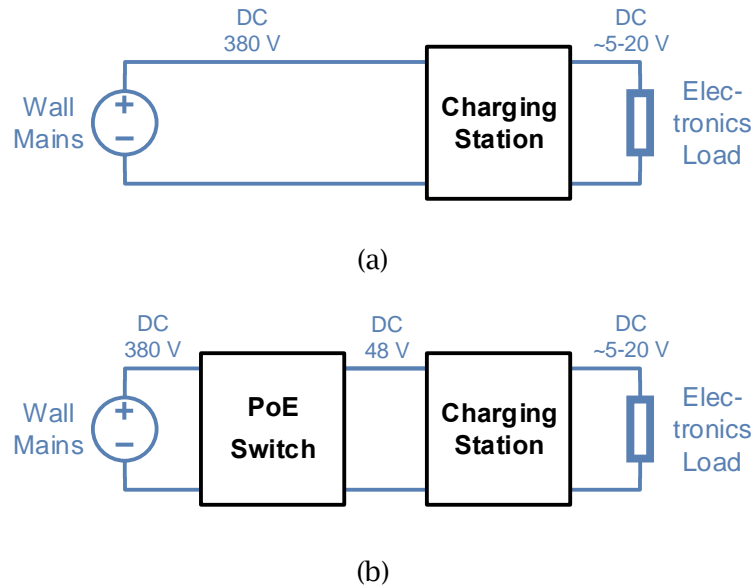 DC
380 V
DC
~5-20 V
Wall
Mains
Charging
Station
Elec-
tronics
Load
(a)
DC
380 V
DC
48 V
DC
~5-20 V
Wall
Mains
PoE
Switch
Charging
Station
Elec-
tronics
Load
(b)